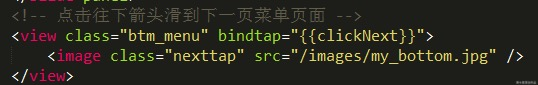 <!-- 点击往下箭头滑到下一页菜单页面 -->
<view class="btm_menu" bindtap="{{clickNext}}">
    <image class="nexttap" src="/images/my_bottom.jpg" />
</view>